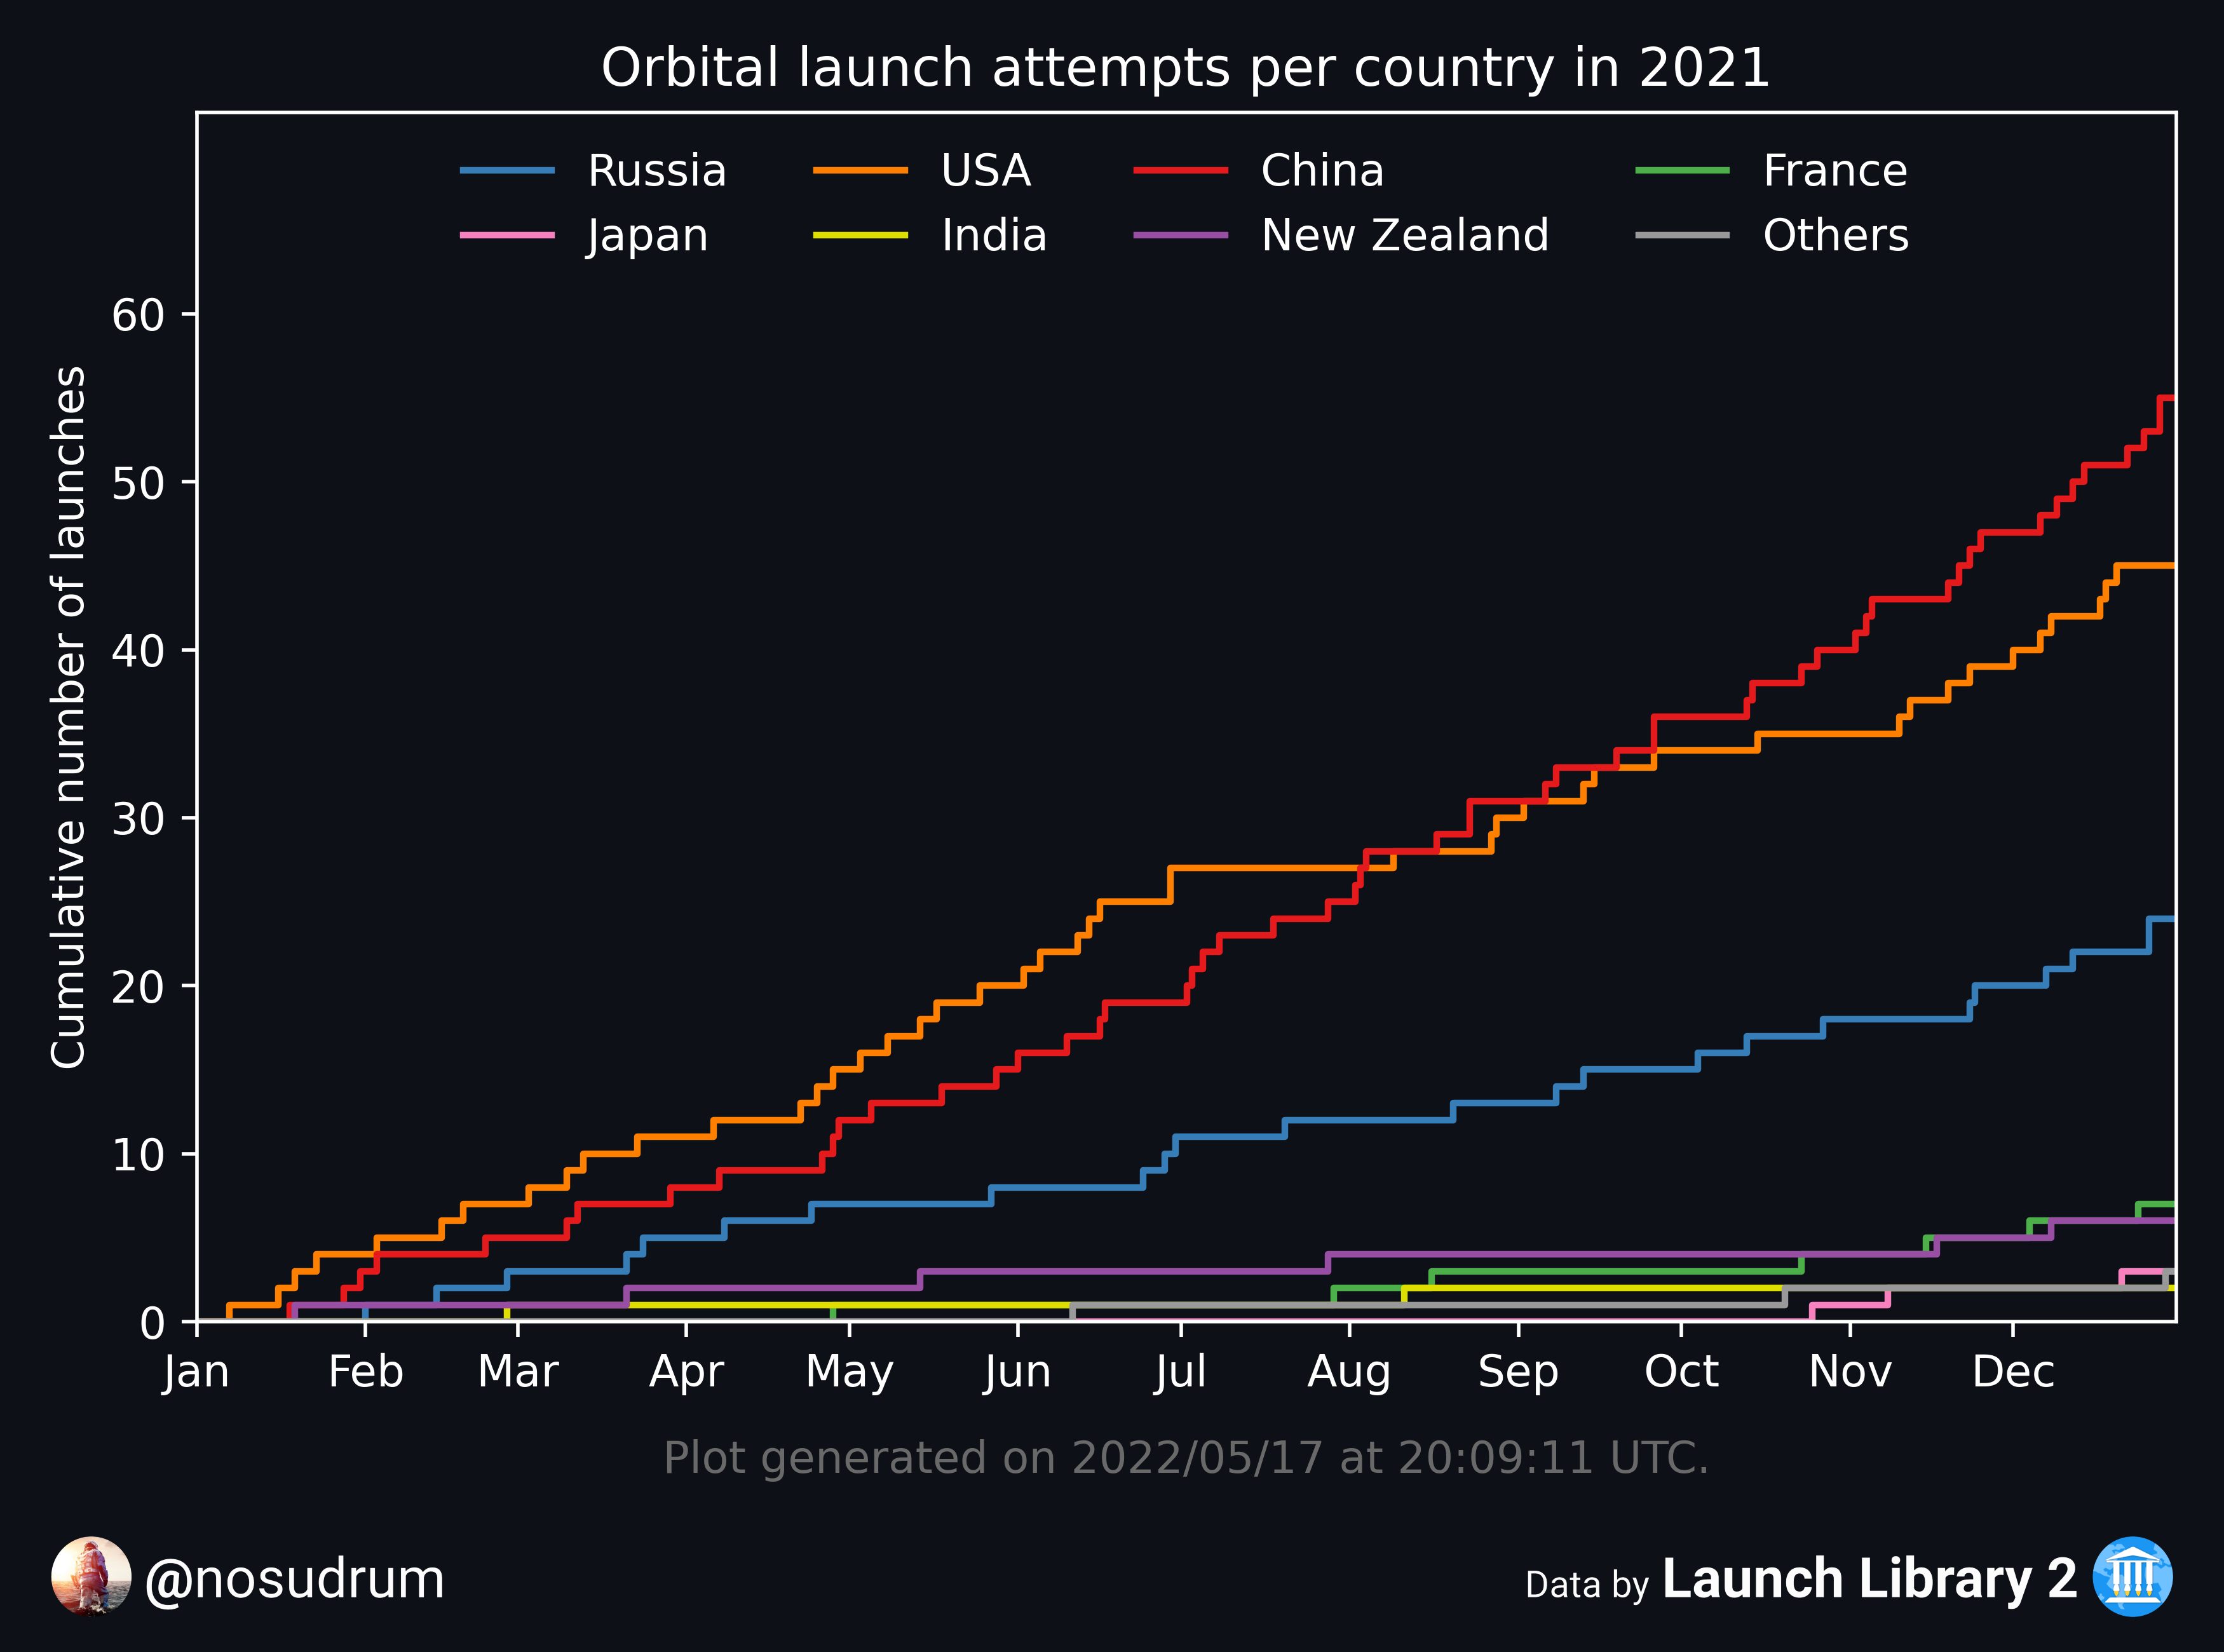 Orbital launch attempts per country in 2021
Russia USA China France
Japan India New Zealand Others
Cumulative number of launches
60
50
40
30
20
10
0
Jan Feb Mar Apr May Jun Jul Aug Sep Oct Nov Dec
Plot generated on 2022/05/17 at 20:09:11 UTC.
@nosudrum
Data by Launch Library 2